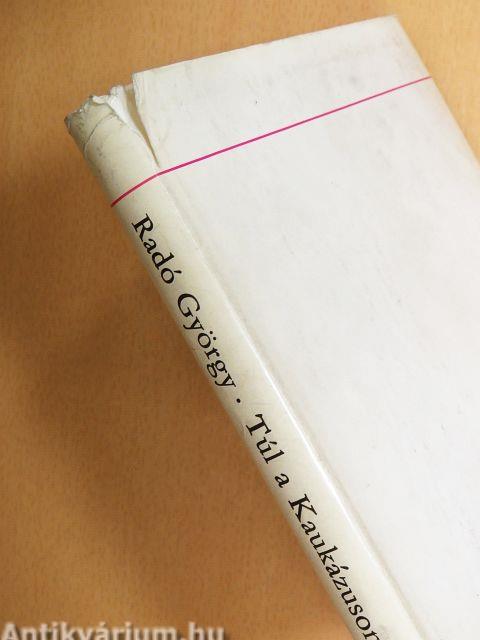 Radó György · Túl a Kaukázuson
Antikvárium.hu